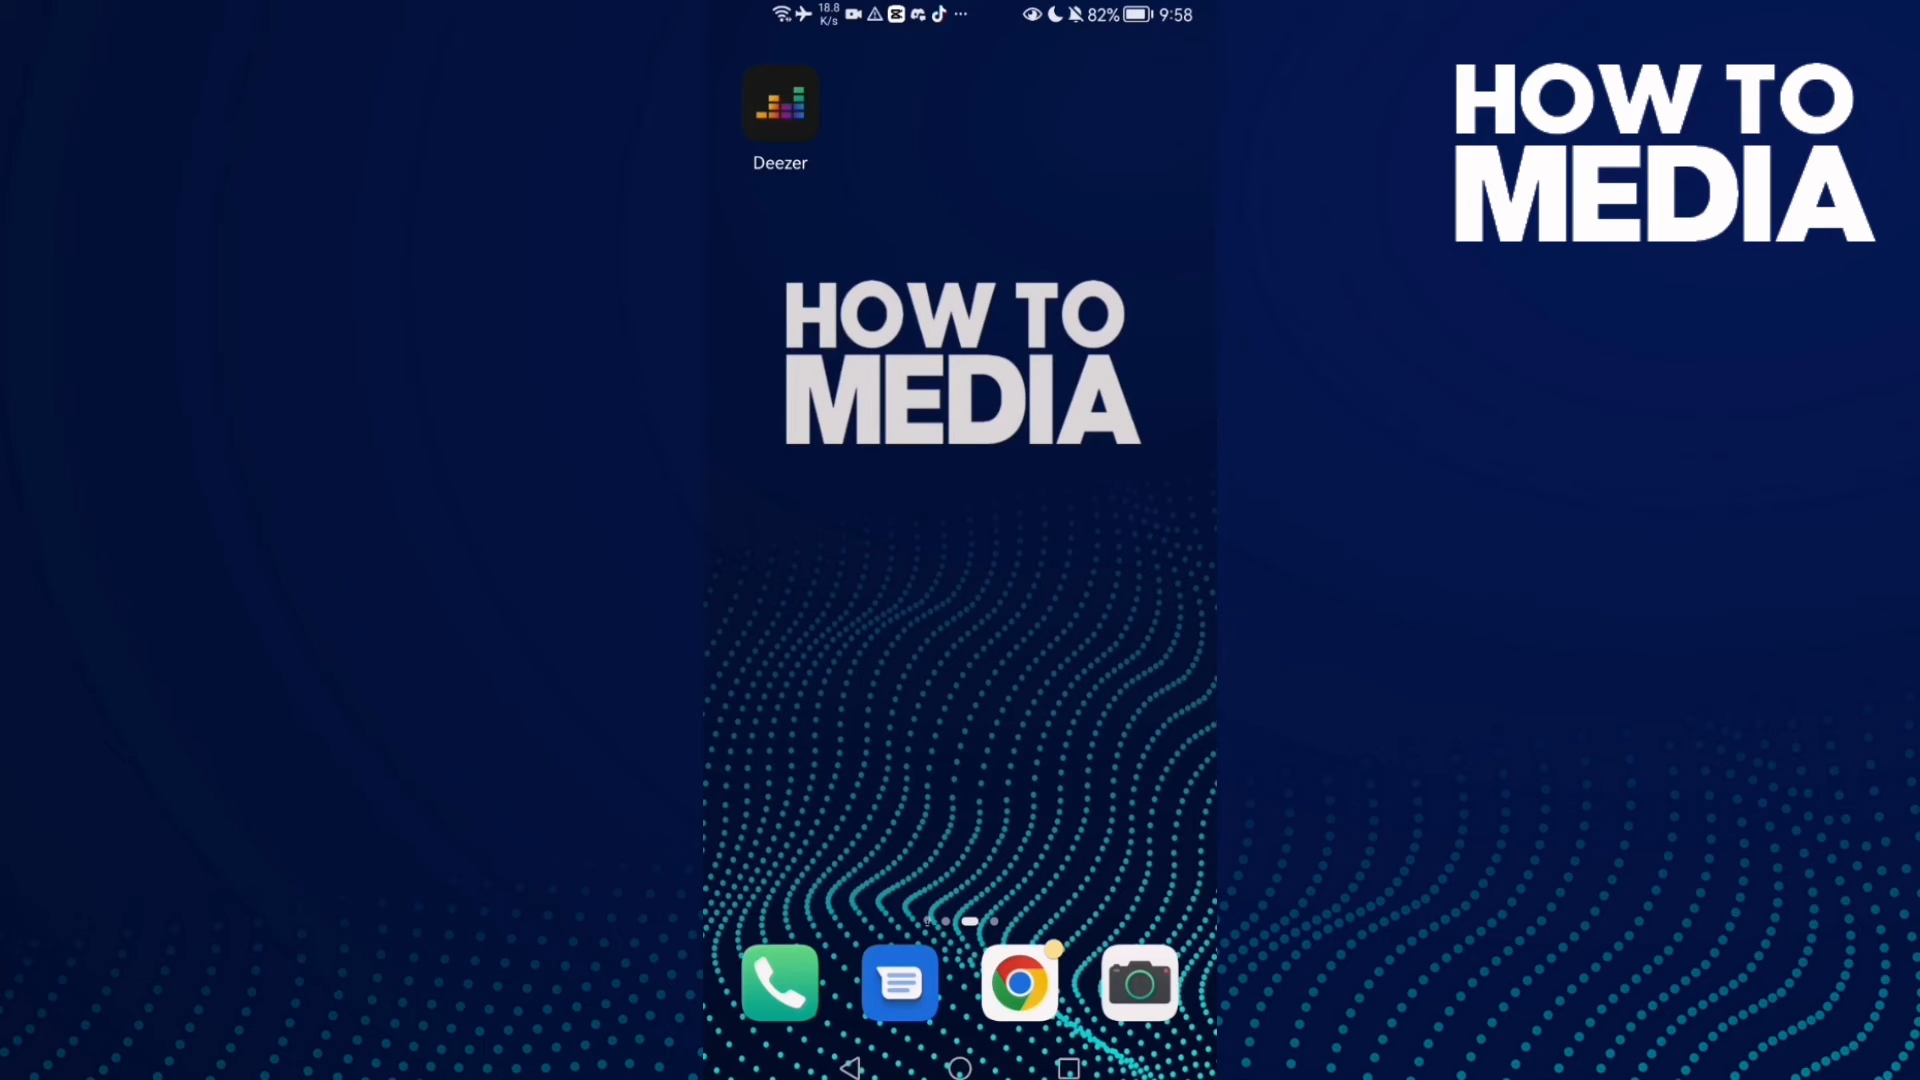 18.8
K/s
82%
9:58
Deezer
HOW TO
MEDIA
HOW TO
MEDIA